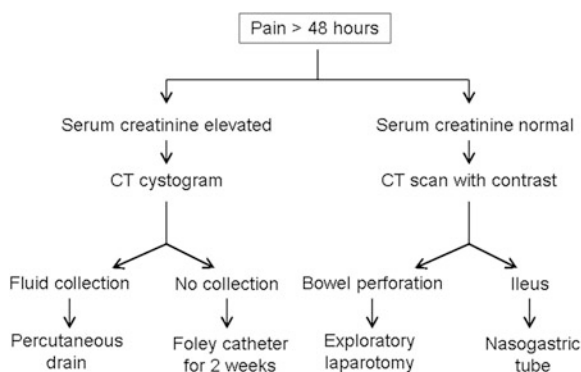 Pain > 48 hours
Serum creatinine elevated
Serum creatinine normal
CT cystogram
CT scan with contrast
Fluid collection
No collection
Bowel perforation
Ileus
Percutaneous
drain
Foley catheter
for 2 weeks
Exploratory
laparotomy
Nasogastric
tube